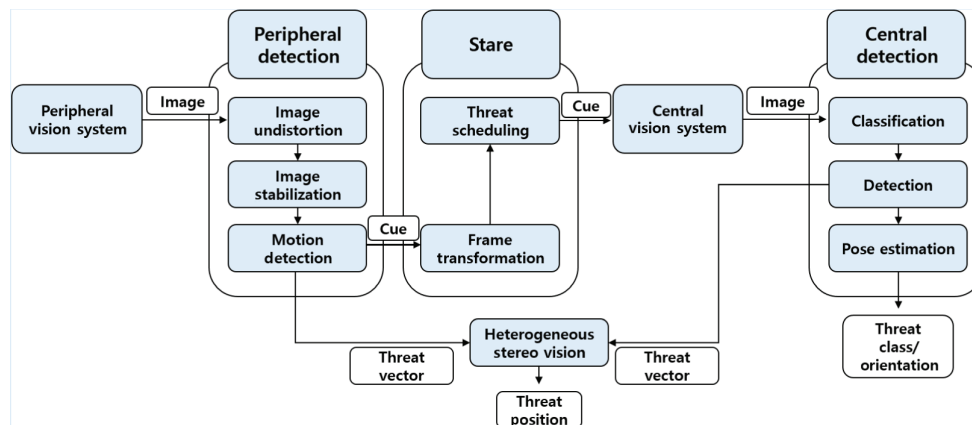 Peripheral
detection
Stare
Central
detection
Peripheral
vision system
Image
Image
undistortion
Image
stabilization
Motion
detection
Cue
Threat
scheduling
Frame
transformation
Cue
Central
vision system
Image
Classification
Detection
Pose estimation
Threat
class/
orientation
Heterogeneous
stereo vision
Threat
vector
Threat
vector
Threat
position